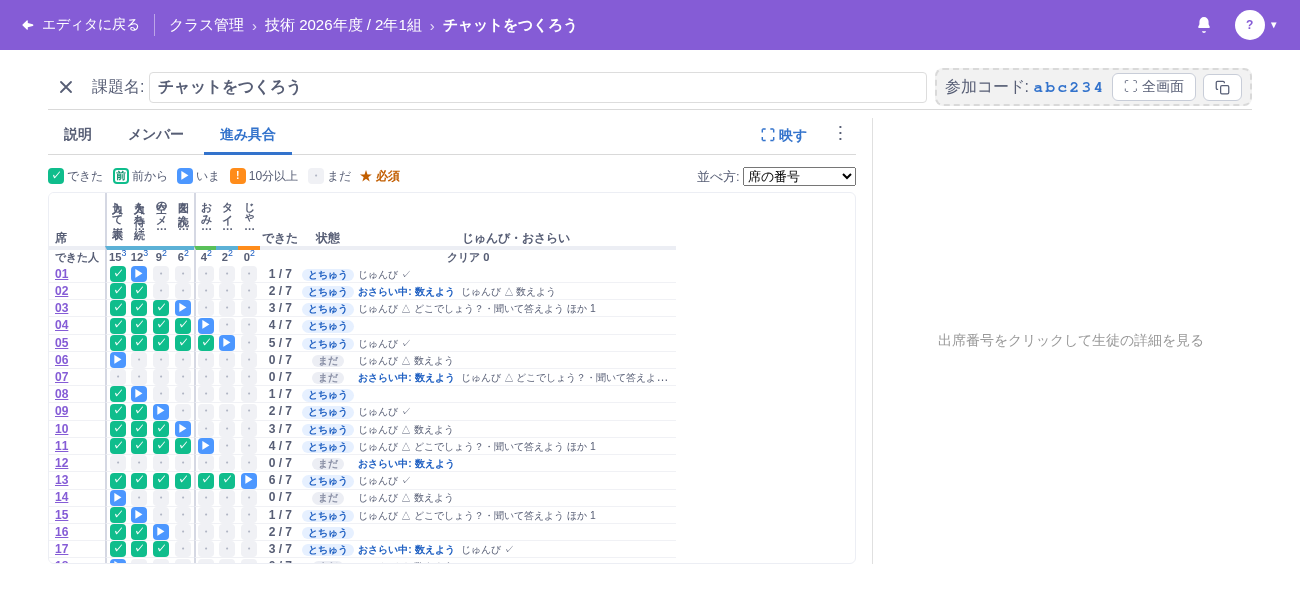 エディタに戻る クラス管理 › 技術 2026年度 / 2年1組 › チャットをつくろう ? ▼
課題名: チャットをつくろう 参加コード: abc234 全画面
説明 メンバー 進み具合 映す ⋮
✓ できた 前 前から ▶ いま ! 10分以上 · まだ ★ 必須 並べ方: 席の番号
席 おみ… タイ… じゃ… できた 状態 じゅんび・おさらい
できた人 15³ 12³ 9² 6² 4² 2² 0² クリア 0
01 ✓ ▶ · · · · · 1 / 7 とちゅう じゅんび ✓
02 ✓ ✓ · · · · · 2 / 7 とちゅう おさらい中: 数えよう じゅんび △ 数えよう
03 ✓ ✓ ✓ ▶ · · · 3 / 7 とちゅう じゅんび △ どこでしょう？・聞いて答えよう ほか 1
04 ✓ ✓ ✓ ✓ ▶ · · 4 / 7 とちゅう
05 ✓ ✓ ✓ ✓ ✓ ▶ · 5 / 7 とちゅう じゅんび ✓
06 ▶ · · · · · · 0 / 7 まだ じゅんび △ 数えよう
07 · · · · · · · 0 / 7 まだ おさらい中: 数えよう じゅんび △ どこでしょう？・聞いて答えよ…
08 ✓ ▶ · · · · · 1 / 7 とちゅう
09 ✓ ✓ ▶ · · · · 2 / 7 とちゅう じゅんび ✓
10 ✓ ✓ ✓ ▶ · · · 3 / 7 とちゅう じゅんび △ 数えよう
11 ✓ ✓ ✓ ✓ ▶ · · 4 / 7 とちゅう じゅんび △ どこでしょう？・聞いて答えよう ほか 1
12 · · · · · · · 0 / 7 まだ おさらい中: 数えよう
13 ✓ ✓ ✓ ✓ ✓ ✓ ▶ 6 / 7 とちゅう じゅんび ✓
14 ▶ · · · · · · 0 / 7 まだ じゅんび △ 数えよう
15 ✓ ▶ · · · · · 1 / 7 とちゅう じゅんび △ どこでしょう？・聞いて答えよう ほか 1
16 ✓ ✓ ▶ · · · · 2 / 7 とちゅう
17 ✓ ✓ ✓ · · · · 3 / 7 とちゅう おさらい中: 数えよう じゅんび ✓
出席番号をクリックして生徒の詳細を見る